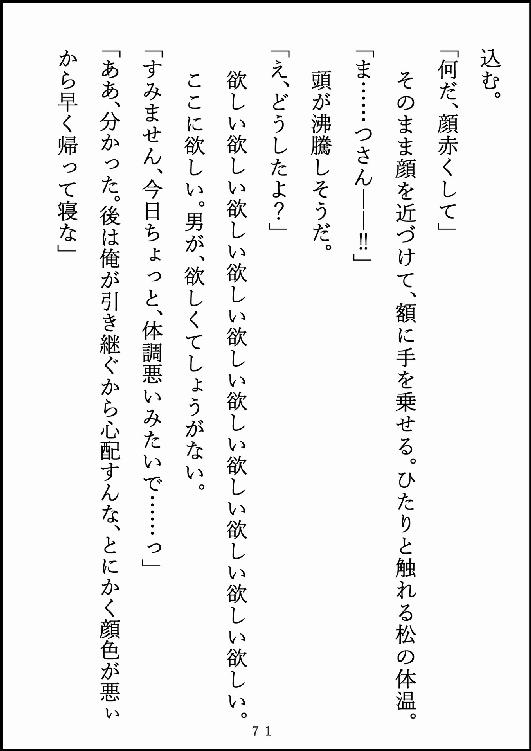 込む。
「何だ、顔赤くして」
そのまま顔を近づけて、額に手を乗せる。ひたりと触れる松の体温。
「ま……つさん――!!」
頭が沸騰しそうだ。
「え、どうしたよ？」
欲しい欲しい欲しい欲しい欲しい欲しい欲しい欲しい欲しい欲しい。
ここに欲しい。男が、欲しくてしょうがない。
「すみません、今日ちょっと、体調悪いみたいで……っ」
「ああ、分かった。後は俺が引き継ぐから心配すんな、とにかく顔色が悪ぃ
から早く帰って寝な」
71